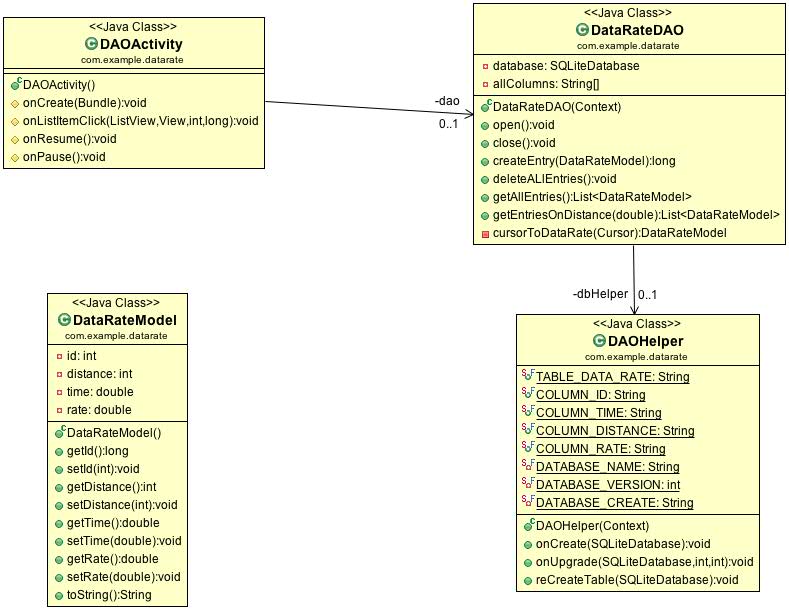 <<Java Class>>
DAOActivity
com.example.datarate
DAOActivity()
onCreate(Bundle):void
onListItemClick(ListView,View,int,long):void
onResume():void
onPause():void
-dao
0..1
<<Java Class>>
DataRateDAO
com.example.datarate
database: SQLiteDatabase
allColumns: String[]
DataRateDAO(Context)
open():void
close():void
createEntry(DataRateModel):long
deleteALlEntries():void
getAllEntries():List<DataRateModel>
getEntriesOnDistance(double):List<DataRateModel>
cursorToDataRate(Cursor):DataRateModel
-dbHelper
0..1
<<Java Class>>
DataRateModel
com.example.datarate
id: int
distance: int
time: double
rate: double
DataRateModel()
getId():long
setId(int):void
getDistance():int
setDistance(int):void
getTime():double
setTime(double):void
getRate():double
setRate(double):void
toString():String
<<Java Class>>
DAOHelper
com.example.datarate
TABLE_DATA_RATE: String
COLUMN_ID: String
COLUMN_TIME: String
COLUMN_DISTANCE: String
COLUMN_RATE: String
DATABASE_NAME: String
DATABASE_VERSION: int
DATABASE_CREATE: String
DAOHelper(Context)
onCreate(SQLiteDatabase):void
onUpgrade(SQLiteDatabase,int,int):void
reCreateTable(SQLiteDatabase):void